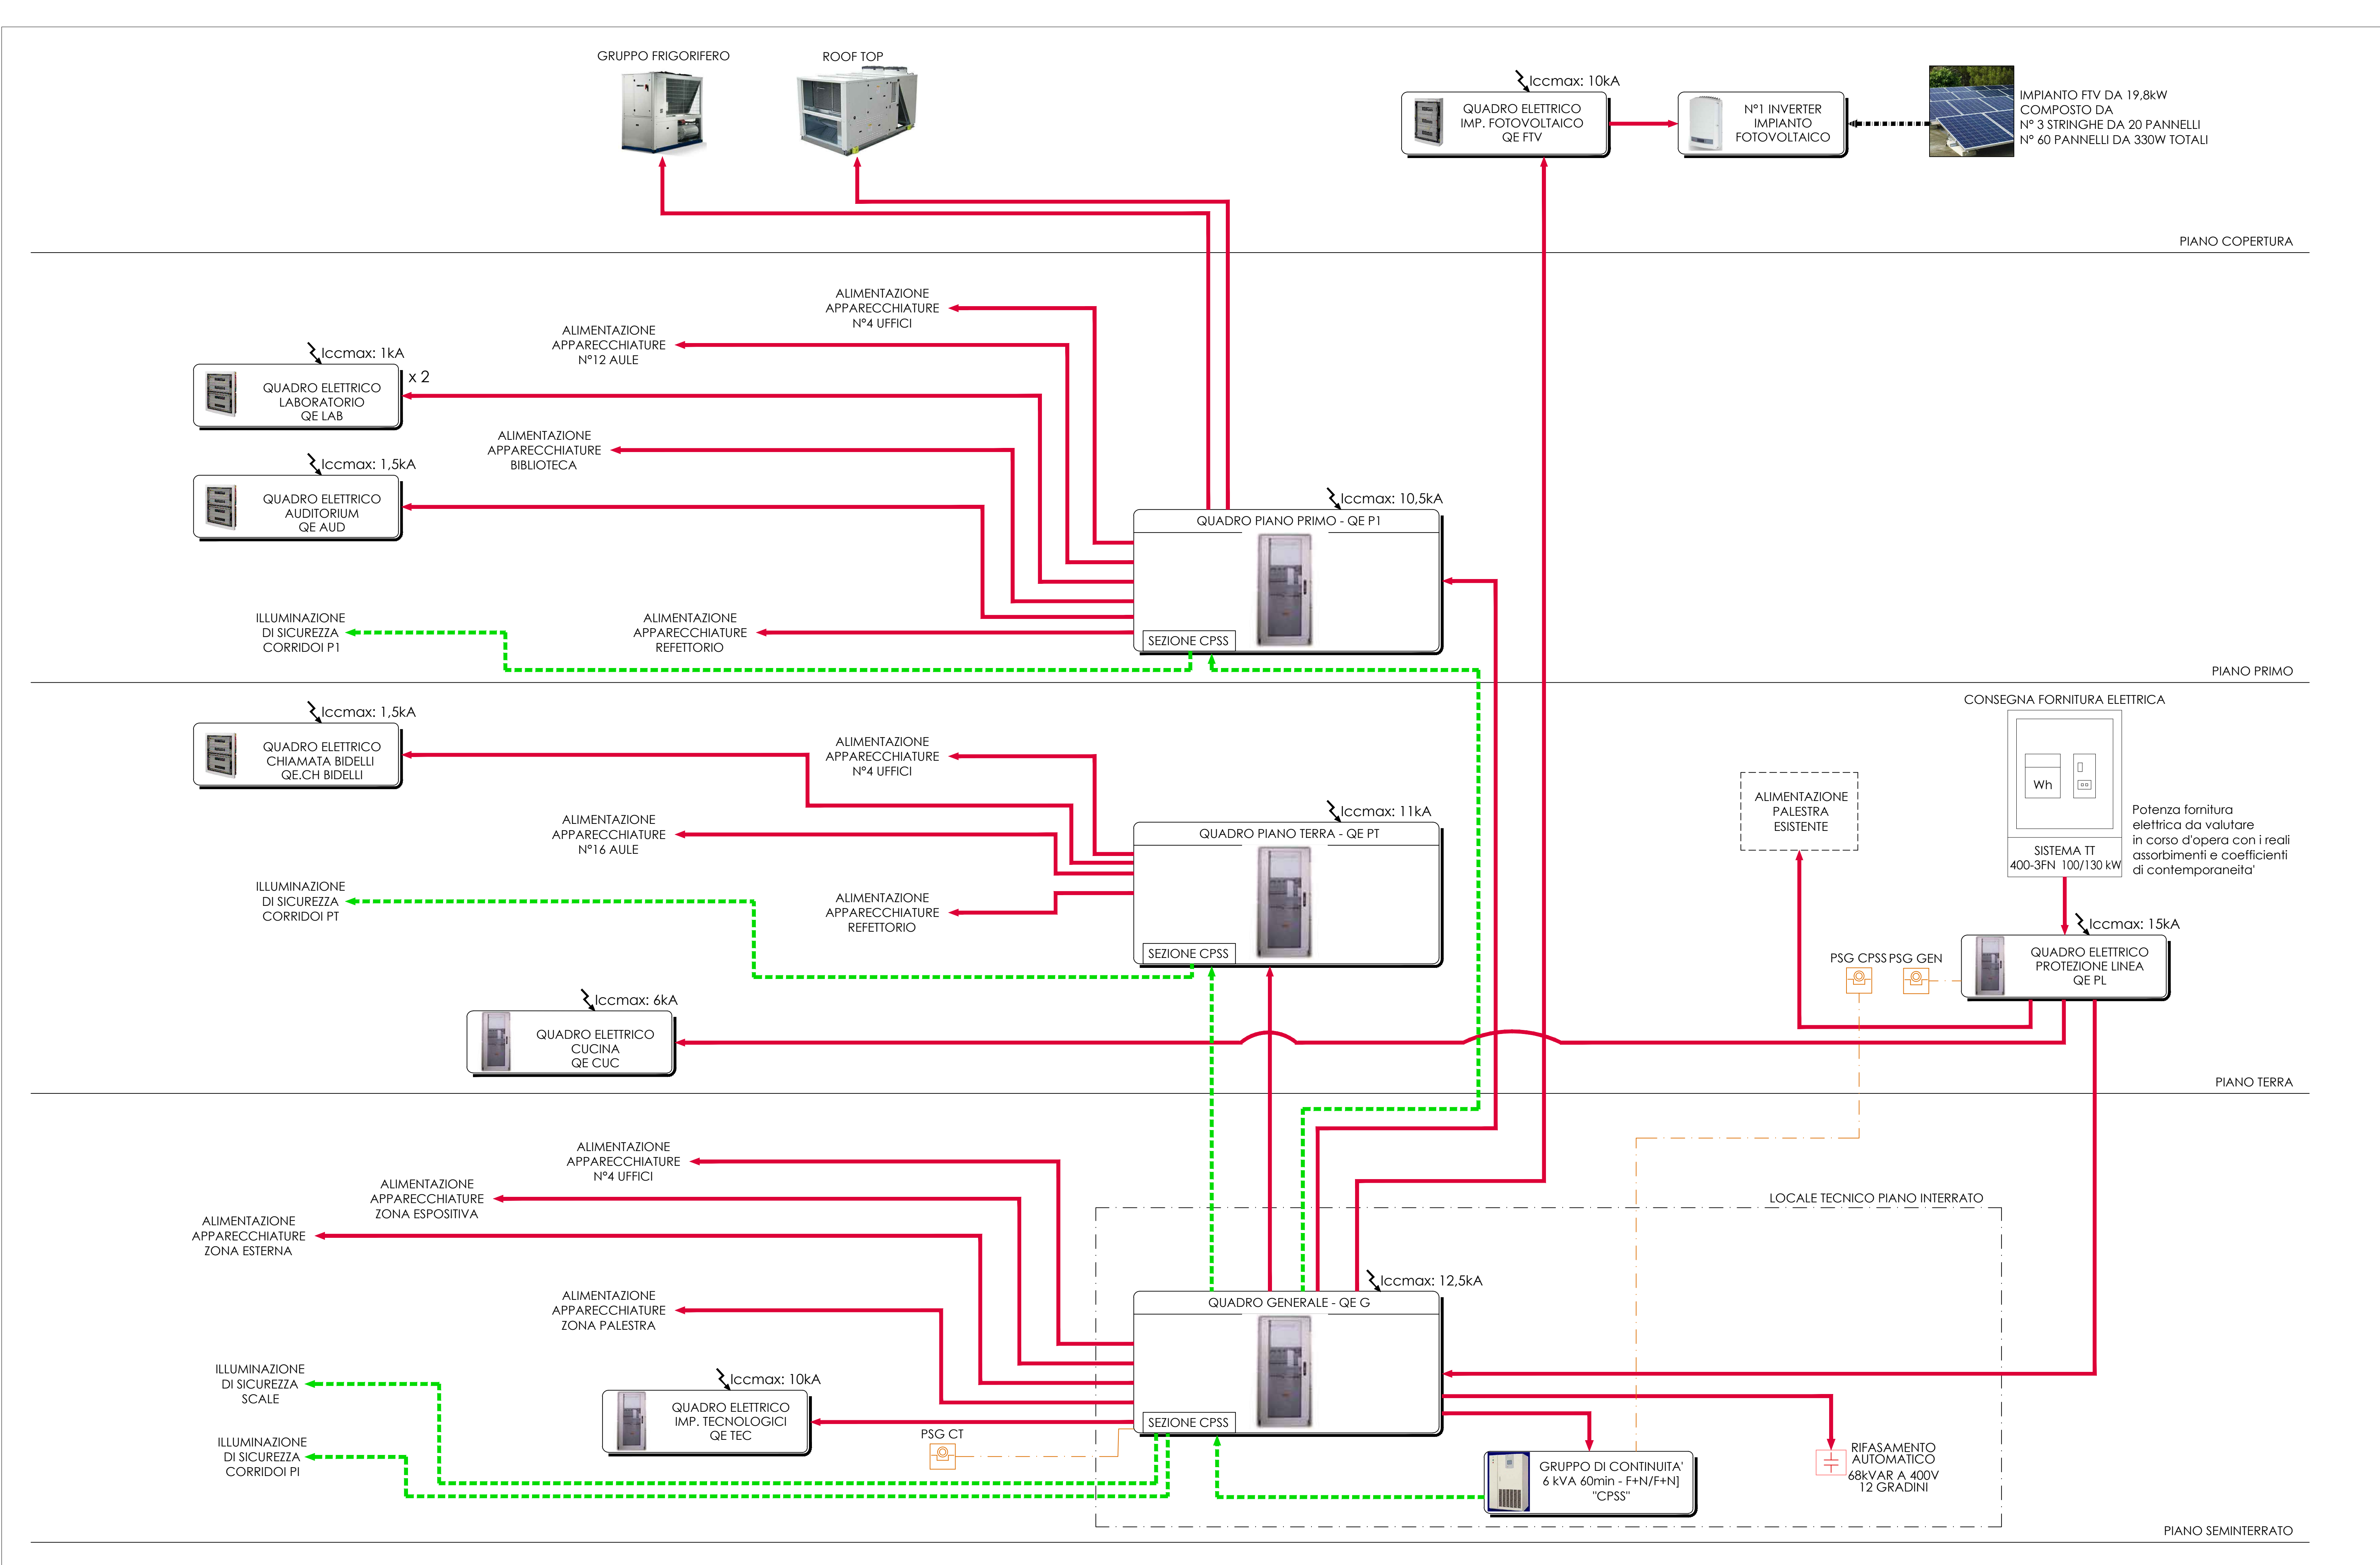 GRUPPO FRIGORIFERO
ROOF TOP
Iccmax: 10kA
QUADRO ELETTRICO
IMP. FOTOVOLTAICO
QE FTV
N°1 INVERTER
IMPIANTO
FOTOVOLTAICO
IMPIANTO FTV DA 19,8kW
COMPOSTO DA
N° 3 STRINGHE DA 20 PANNELLI
N° 60 PANNELLI DA 330W TOTALI
PIANO COPERTURA
ALIMENTAZIONE
APPARECCHIATURE
N°4 UFFICI
ALIMENTAZIONE
APPARECCHIATURE
N°12 AULE
Iccmax: 1kA
QUADRO ELETTRICO
LABORATORIO
QE LAB
x 2
ALIMENTAZIONE
APPARECCHIATURE
BIBLIOTECA
Iccmax: 1,5kA
QUADRO ELETTRICO
AUDITORIUM
QE AUD
Iccmax: 10,5kA
QUADRO PIANO PRIMO - QE P1
SEZIONE CPSS
ILLUMINAZIONE
DI SICUREZZA
CORRIDOI P1
ALIMENTAZIONE
APPARECCHIATURE
REFETTORIO
PIANO PRIMO
Iccmax: 1,5kA
QUADRO ELETTRICO
CHIAMATA BIDELLI
QE.CH BIDELLI
ALIMENTAZIONE
APPARECCHIATURE
N°4 UFFICI
ALIMENTAZIONE
APPARECCHIATURE
N°16 AULE
ILLUMINAZIONE
DI SICUREZZA
CORRIDOI PT
ALIMENTAZIONE
APPARECCHIATURE
REFETTORIO
Iccmax: 11kA
QUADRO PIANO TERRA - QE PT
SEZIONE CPSS
CONSEGNA FORNITURA ELETTRICA
Wh
SISTEMA TT
400-3FN 100/130 kW
Potenza fornitura
elettrica da valutare
in corso d'opera con i reali
assorbimenti e coefficienti
di contemporaneita'
ALIMENTAZIONE
PALESTRA
ESISTENTE
Iccmax: 15kA
QUADRO ELETTRICO
PROTEZIONE LINEA
QE PL
PSG CPSS
PSG GEN
Iccmax: 6kA
QUADRO ELETTRICO
CUCINA
QE CUC
PIANO TERRA
ALIMENTAZIONE
APPARECCHIATURE
N°4 UFFICI
ALIMENTAZIONE
APPARECCHIATURE
ZONA ESPOSITIVA
ALIMENTAZIONE
APPARECCHIATURE
ZONA ESTERNA
ALIMENTAZIONE
APPARECCHIATURE
ZONA PALESTRA
LOCALE TECNICO PIANO INTERRATO
Iccmax: 12,5kA
QUADRO GENERALE - QE G
SEZIONE CPSS
ILLUMINAZIONE
DI SICUREZZA
SCALE
ILLUMINAZIONE
DI SICUREZZA
CORRIDOI PI
Iccmax: 10kA
QUADRO ELETTRICO
IMP. TECNOLOGICI
QE TEC
PSG CT
GRUPPO DI CONTINUITA'
6 kVA 60min - F+N/F+N]
"CPSS"
RIFASAMENTO
AUTOMATICO
68kVAR A 400V
12 GRADINI
PIANO SEMINTERRATO